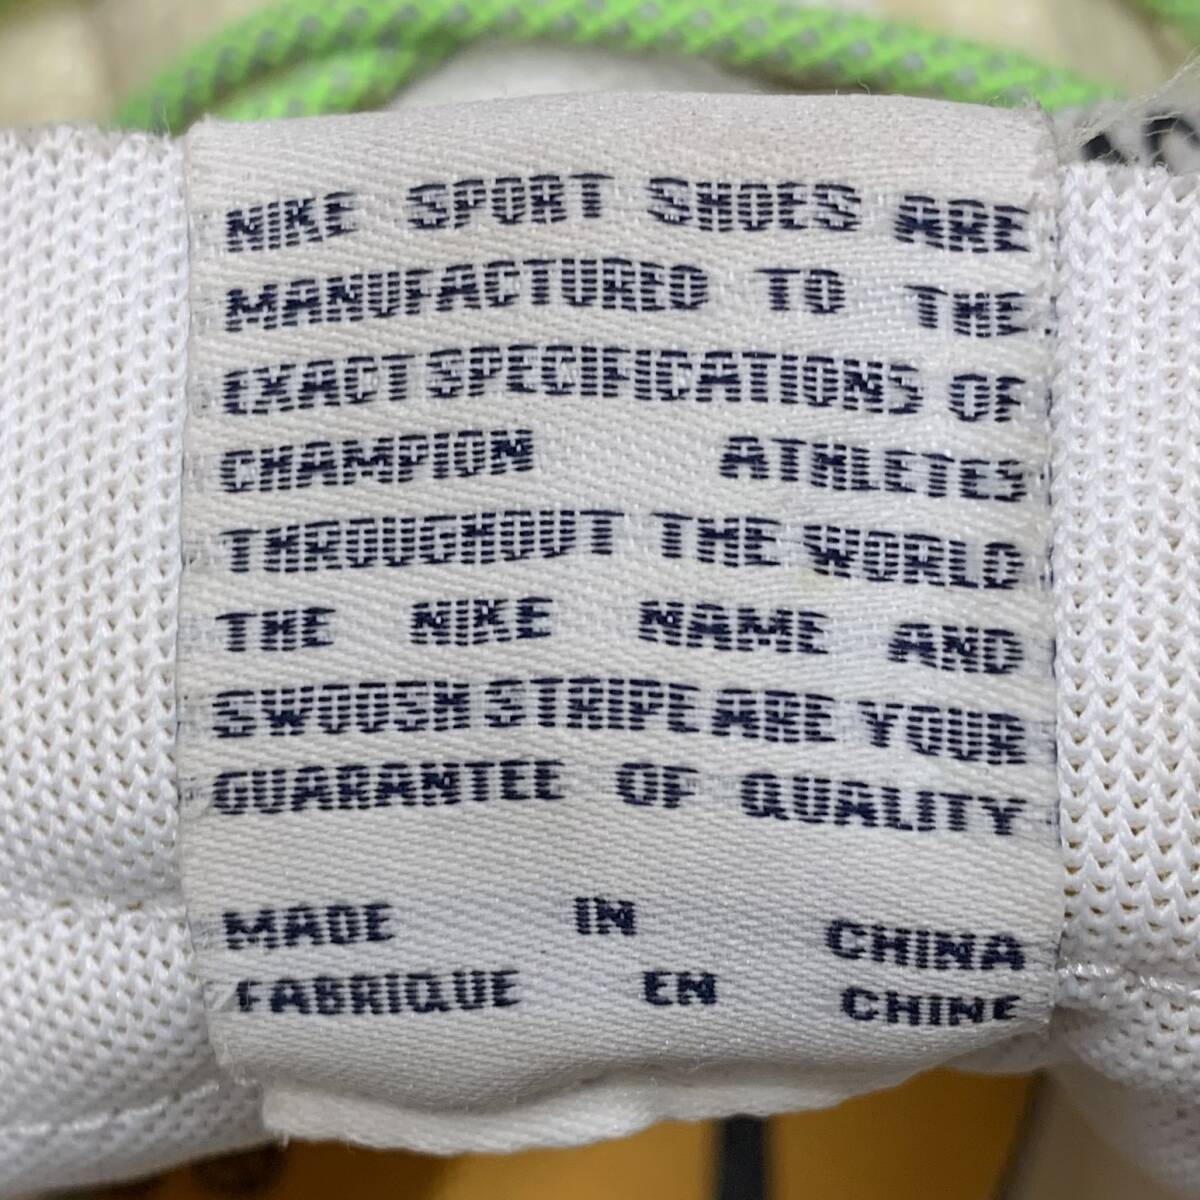 NIKE SPORT SHOES ARE
MANUFACTURED TO THE
EXACT SPECIFICATIONS OF
CHAMPION ATHLETES
THROUGHOUT THE WORLD
THE NIKE NAME AND
SWOOSH STRIPE ARE YOUR
GUARANTEE OF QUALITY
MADE IN CHINA
FABRIQUE EN CHINE